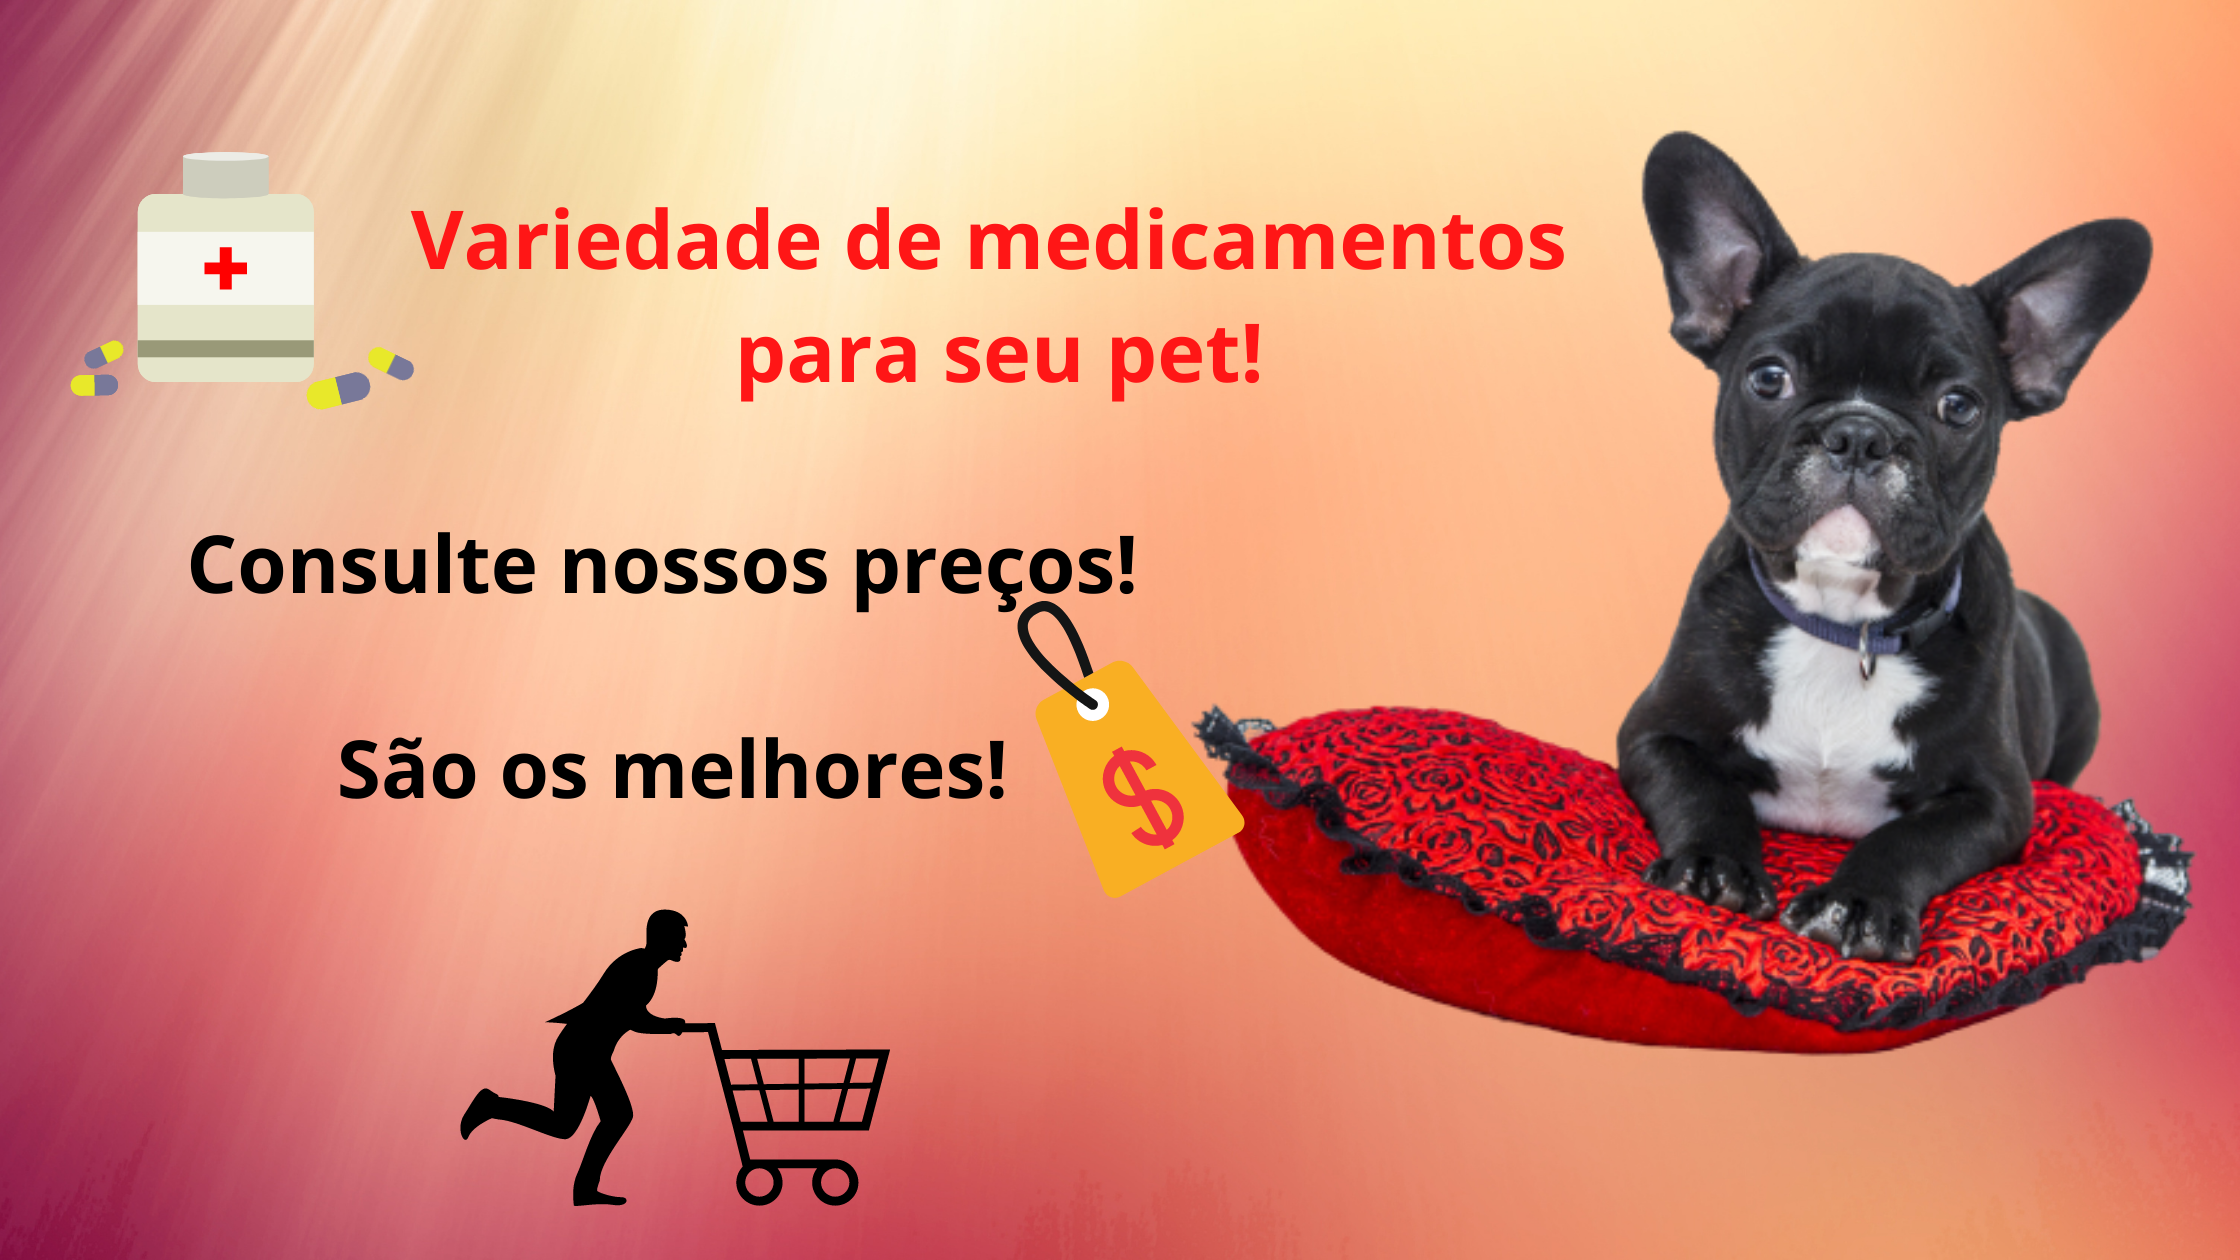 Variedade de medicamentos
para seu pet!
Consulte nossos preços!
São os melhores!
$